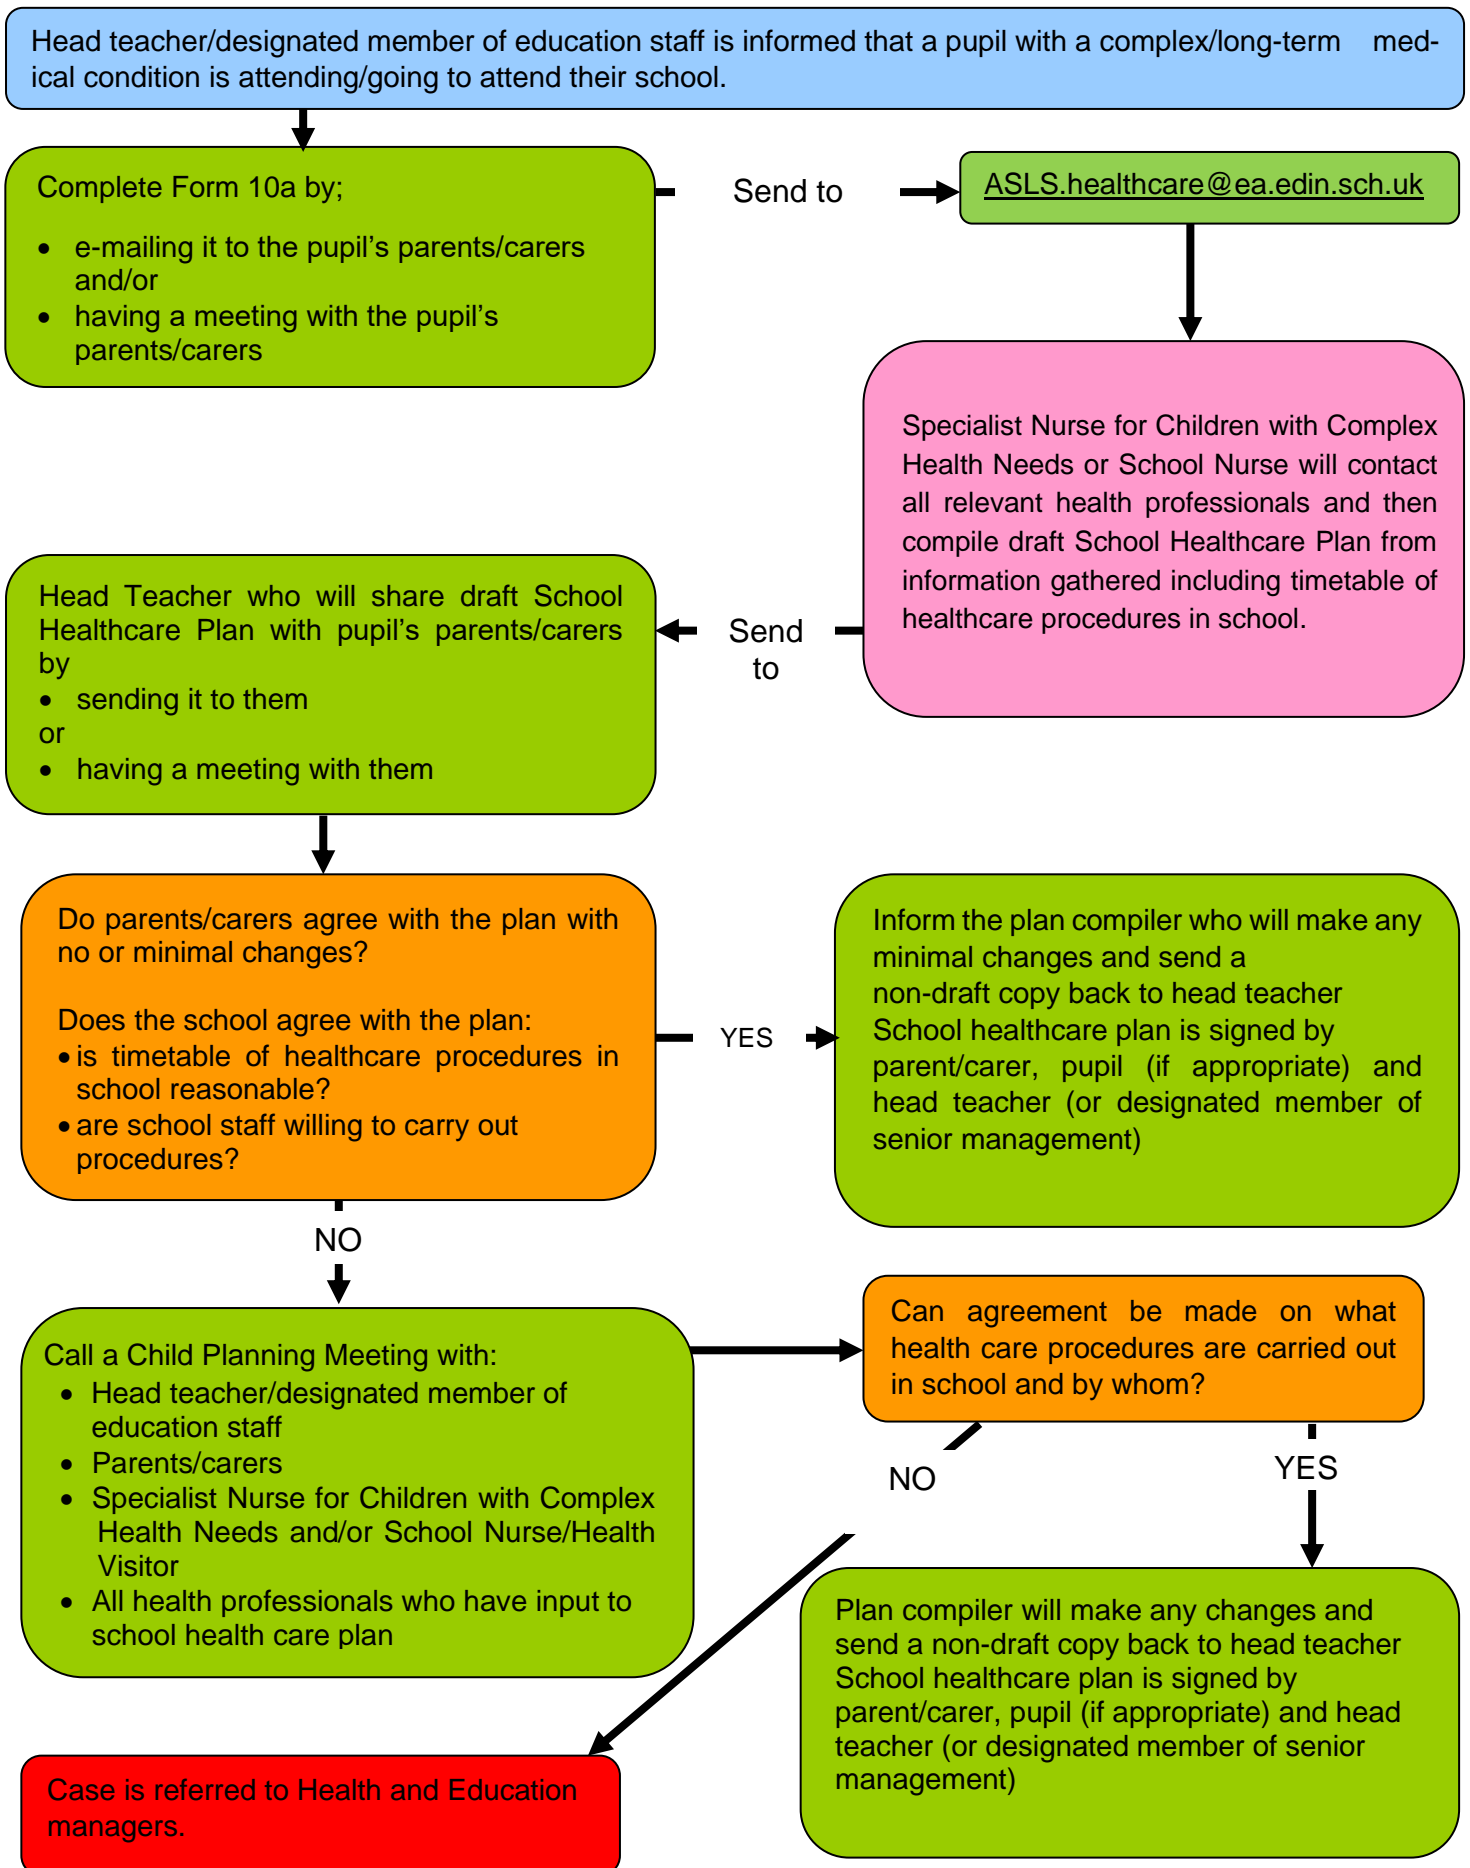 Head teacher/designated member of education staff is informed that a pupil with a complex/long-term med-
ical condition is attending/going to attend their school.
Complete Form 10a by;
• e-mailing it to the pupil’s parents/carers
and/or
• having a meeting with the pupil’s
parents/carers
Send to
ASLS.healthcare@ea.edin.sch.uk
Specialist Nurse for Children with Complex
Health Needs or School Nurse will contact
all relevant health professionals and then
compile draft School Healthcare Plan from
information gathered including timetable of
healthcare procedures in school.
Send
to
Head Teacher who will share draft School
Healthcare Plan with pupil’s parents/carers
by
• sending it to them
or
• having a meeting with them
Do parents/carers agree with the plan with
no or minimal changes?
Does the school agree with the plan:
• is timetable of healthcare procedures in
school reasonable?
• are school staff willing to carry out
procedures?
YES
Inform the plan compiler who will make any
minimal changes and send a
non-draft copy back to head teacher
School healthcare plan is signed by
parent/carer, pupil (if appropriate) and
head teacher (or designated member of
senior management)
NO
Call a Child Planning Meeting with:
• Head teacher/designated member of
education staff
• Parents/carers
• Specialist Nurse for Children with Complex
Health Needs and/or School Nurse/Health
Visitor
• All health professionals who have input to
school health care plan
Can agreement be made on what
health care procedures are carried out
in school and by whom?
NO
YES
Plan compiler will make any changes and
send a non-draft copy back to head teacher
School healthcare plan is signed by
parent/carer, pupil (if appropriate) and head
teacher (or designated member of senior
management)
Case is referred to Health and Education
managers.